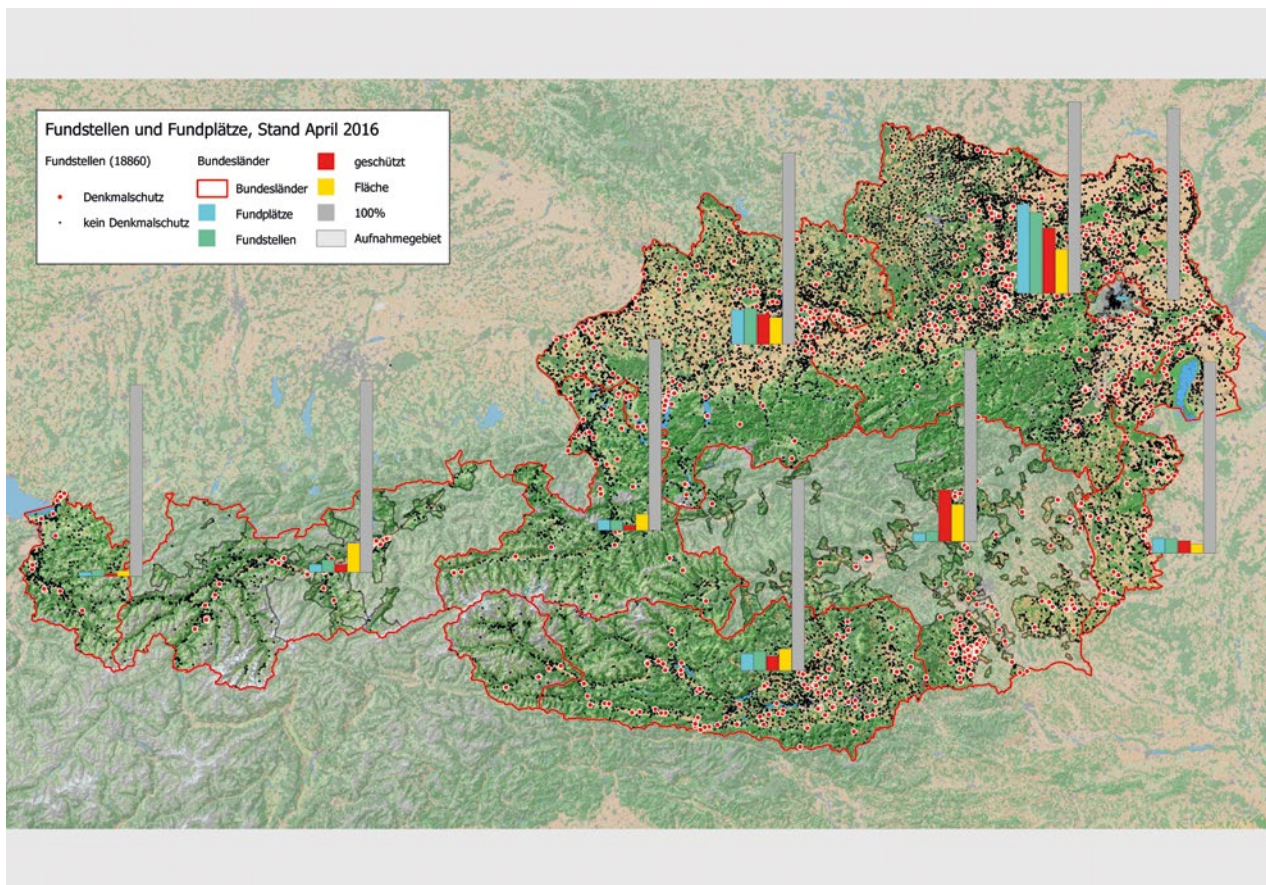 Fundstellen und Fundplätze, Stand April 2016
Fundstellen (18860)
Denkmalschutz
kein Denkmalschutz
Bundesländer
Bundesländer
Fundplätze
Fundstellen
geschützt
Fläche
100%
Aufnahmegebiet